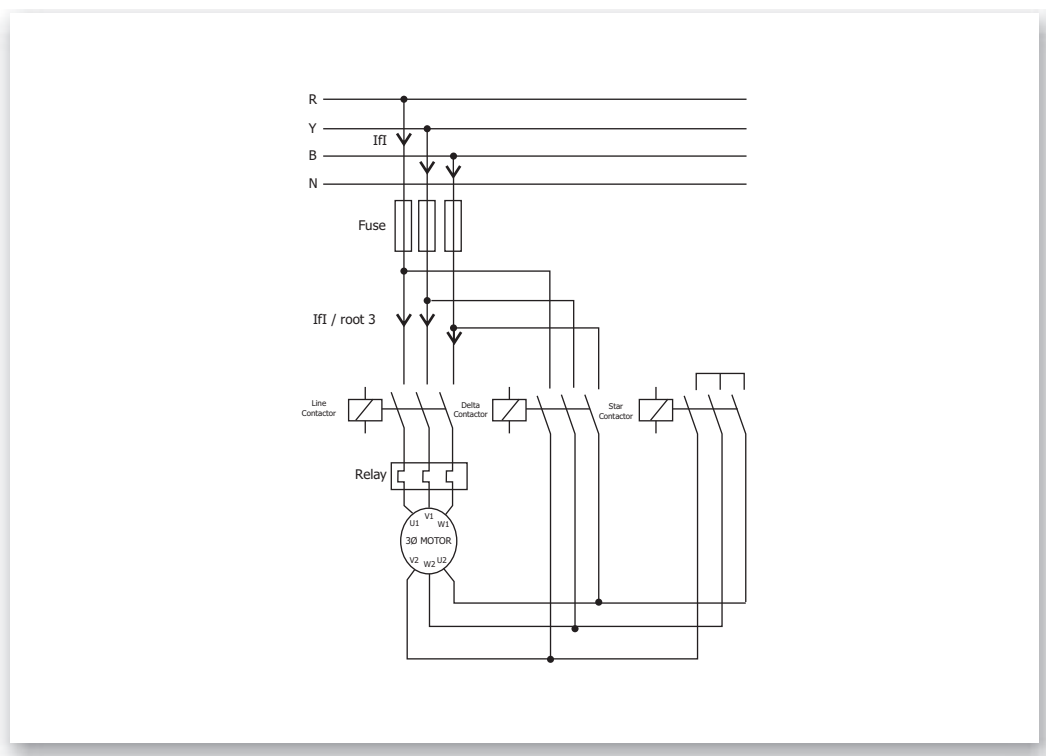 R
Y
IfI
B
N
Fuse
IfI / root 3
Line
Contactor
Delta
Contactor
Star
Contactor
Relay
U1 V1 W1
3Ø MOTOR
V2 W2 U2